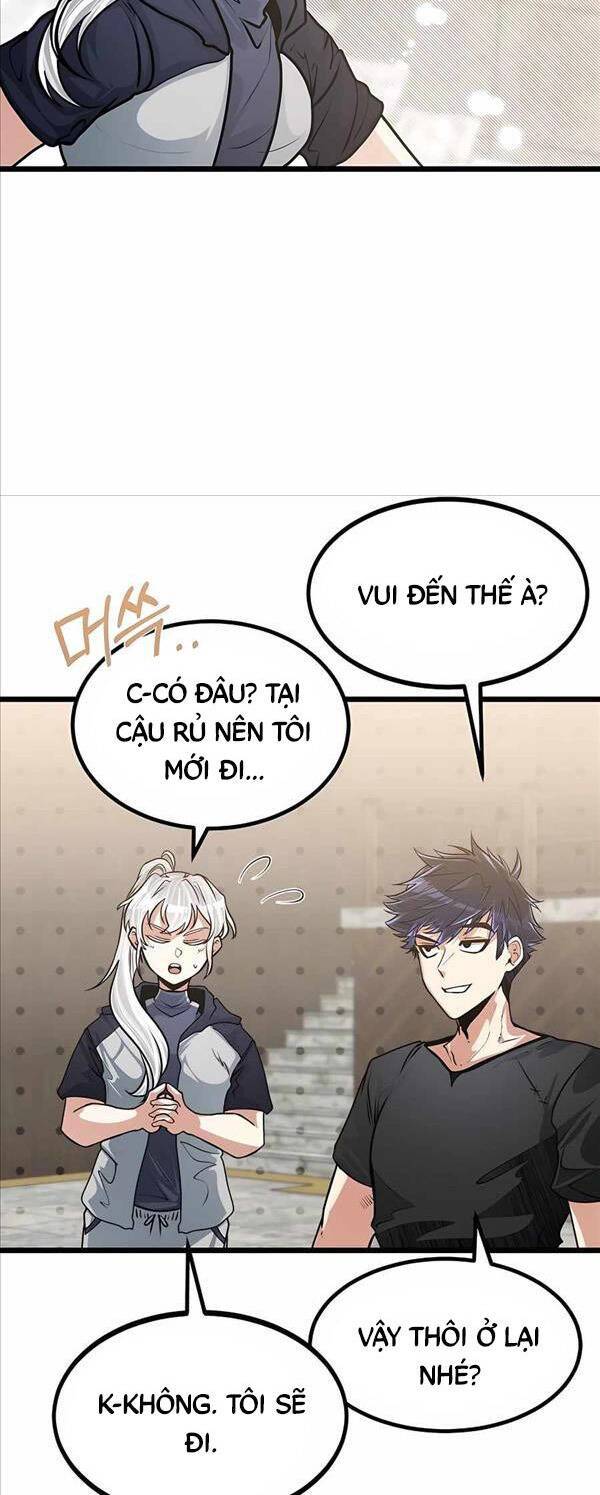 VUI ĐẾN THẾ À?
머쓱..
C-CÓ ĐÂU? TẠI
CẬU RỦ NÊN TÔI
MỚI ĐI...
VẬY THÔI Ở LẠI
NHÉ?
K-KHÔNG. TÔI SẼ
ĐI.